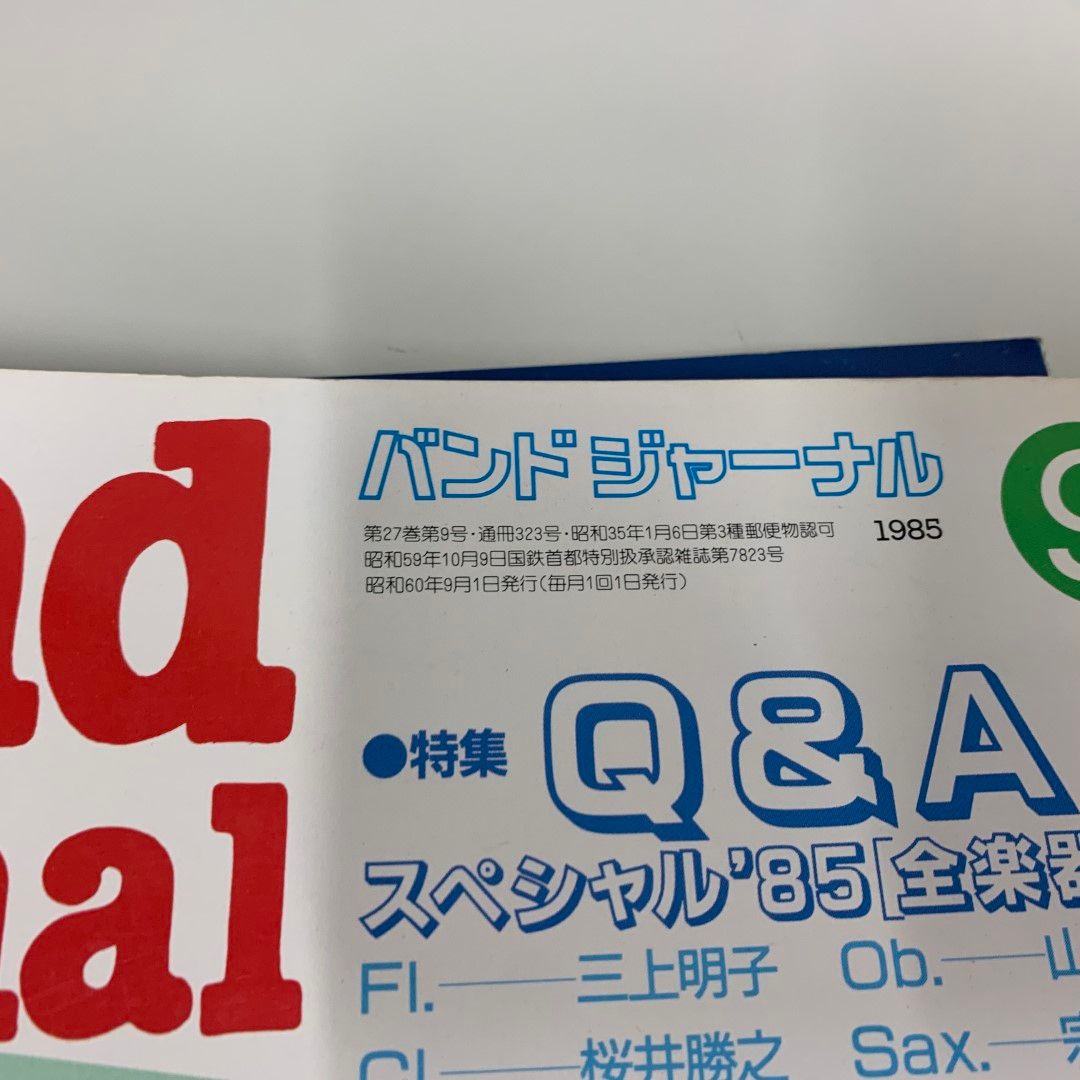 nd
nal
バンドジャーナル
9
第27巻第9号・通冊323号・昭和35年1月6日第3種郵便物認可 1985
昭和59年10月9日国鉄首都特別扱承認雑誌第7823号
昭和60年9月1日発行(毎月1回1日発行)
●特集 Q&A
スペシャル'85[全楽器
Fl.——三上明子 Ob.——山
Cl.——桜井勝之 Sax.——宗